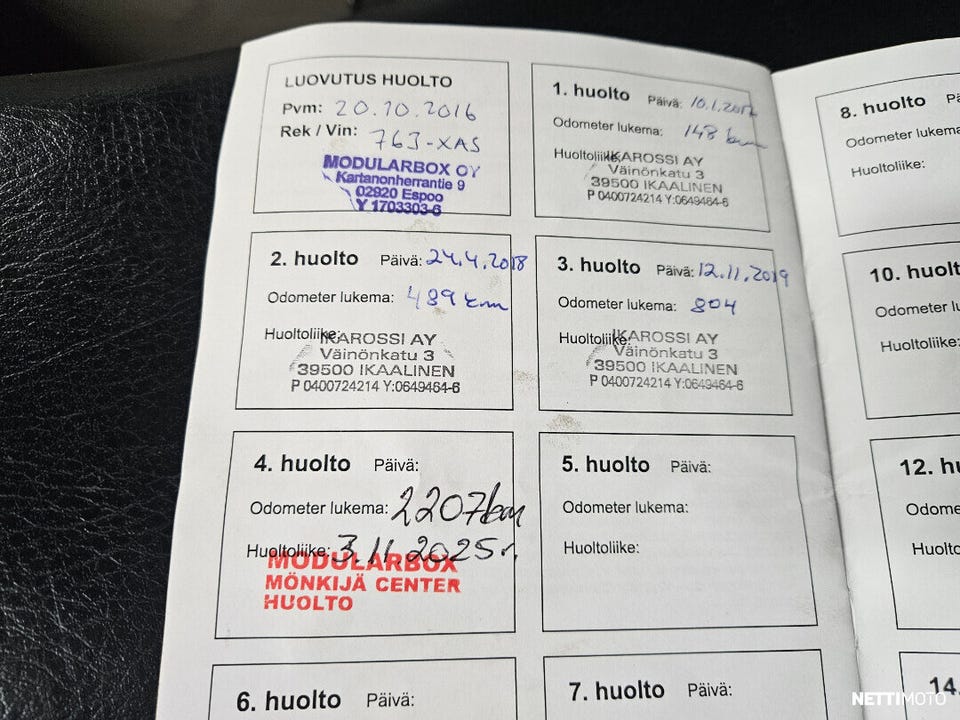 LUOVUTUS HUOLTO
Pvm: 20.10.2016
Rek / Vin: 763-XAS
MODULARBOX OY
Kartanonherrantie 9
02920 Espoo
Y 1703303-6
1. huolto Päivä: 10.1.2017
Odometer lukema: 148 km
Huoltoliike:
IKAROSSI AY
Väinönkatu 3
39500 IKAALINEN
P 0400724214 Y:0649464-6
2. huolto Päivä: 24.4.2018
Odometer lukema: 489 km
Huoltoliike:
IKAROSSI AY
Väinönkatu 3
39500 IKAALINEN
P 0400724214 Y:0649464-6
3. huolto Päivä: 12.11.2019
Odometer lukema: 804
Huoltoliike:
IKAROSSI AY
Väinönkatu 3
39500 IKAALINEN
P 0400724214 Y:0649464-6
4. huolto Päivä:
Odometer lukema: 2207 km
Huoltoliike: 3.11.2025 r.
MODULARBOX
MÖNKIJÄ CENTER
HUOLTO
5. huolto Päivä:
Odometer lukema:
Huoltoliike:
6. huolto Päivä:
7. huolto Päivä:
8. huolto Pä
Odometer lukema
Huoltoliike:
10. huolt
Odometer l
Huoltoliike:
12. hu
Odome
Huolto
14.
NETTIMOTO